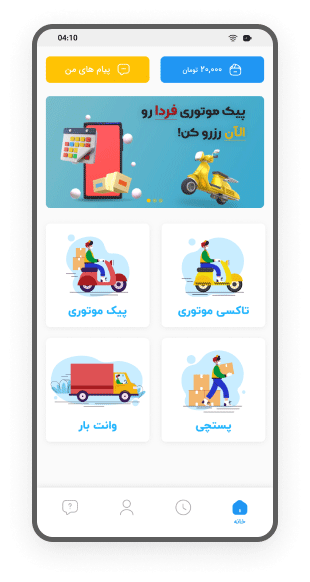 04:10
۲۰,۰۰۰ تومان
پیام های من
پیک موتوری فردا رو
الآن رزرو کن!
تاکسی موتوری
پیک موتوری
پستچی
وانت بار
خانه